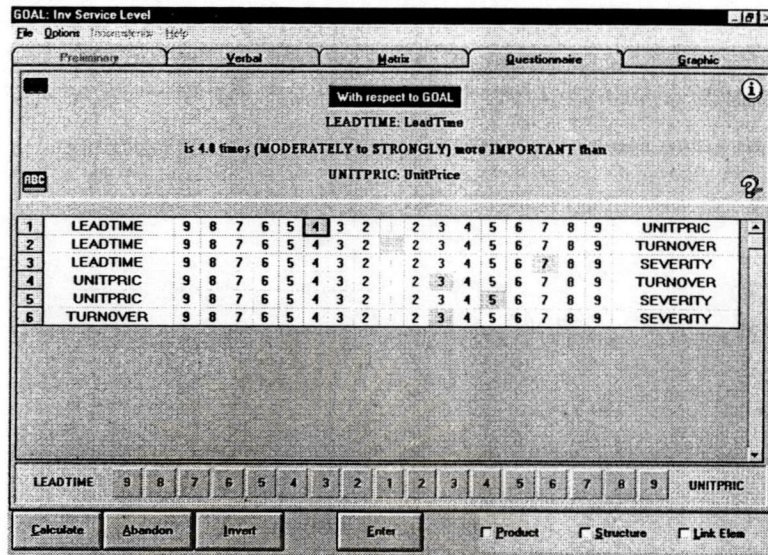 GOAL: Inv Service Level
File Options Inconsistency Help
Preliminary Verbal Matrix Questionnaire Graphic
With respect to GOAL
LEADTIME: LeadTime
is 4.0 times (MODERATELY to STRONGLY) more IMPORTANT than
ABC UNITPRIC: UnitPrice
1 LEADTIME 9 8 7 6 5 4 3 2 2 3 4 5 6 7 8 9 UNITPRIC
2 LEADTIME 9 8 7 6 5 4 3 2 2 3 4 5 6 7 8 9 TURNOVER
3 LEADTIME 9 8 7 6 5 4 3 2 2 3 4 5 6 7 8 9 SEVERITY
4 UNITPRIC 9 8 7 6 5 4 3 2 2 3 4 5 6 7 8 9 TURNOVER
5 UNITPRIC 9 8 7 6 5 4 3 2 2 3 4 5 6 7 8 9 SEVERITY
6 TURNOVER 9 8 7 6 5 4 3 2 2 3 4 5 6 7 8 9 SEVERITY
LEADTIME 9 8 7 6 5 4 3 2 1 2 3 4 5 6 7 8 9 UNITPRIC
Calculate Abandon Invert Enter Product Structure Link Elem